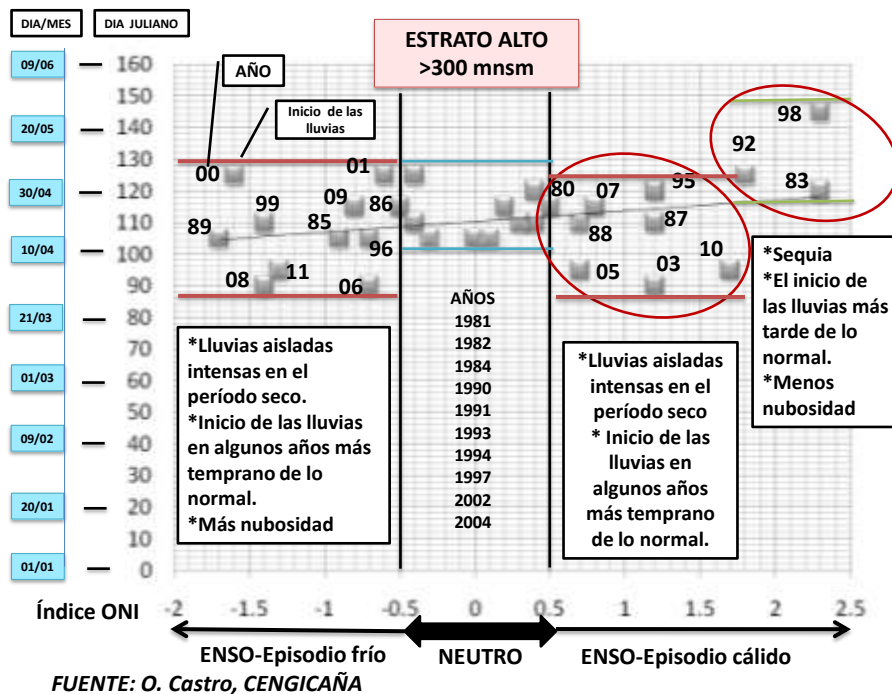 DIA/MES
DIA JULIANO
ESTRATO ALTO
>300 mnsm
09/06
20/05
30/04
10/04
21/03
01/03
09/02
20/01
01/01
160
150
140
130
120
110
100
90
80
70
60
50
40
30
20
10
0
AÑO
Inicio de las
lluvias
00
01
99
09
86
89
85
96
08
11
06
80
07
95
88
87
05
03
10
98
92
83
AÑOS
1981
1982
1984
1990
1991
1993
1994
1997
2002
2004
*Lluvias aisladas
intensas en el
período seco.
*Inicio de las lluvias
en algunos años más
temprano de lo
normal.
*Más nubosidad
*Lluvias aisladas
intensas en el
período seco
* Inicio de las
lluvias en
algunos años
más temprano
de lo normal.
*Sequia
*El inicio de
las lluvias más
tarde de lo
normal.
*Menos
nubosidad
Índice ONI
-2
-1.5
-1
-0.5
0
0.5
1
1.5
2
2.5
ENSO-Episodio frío
NEUTRO
ENSO-Episodio cálido
FUENTE: O. Castro, CENGICAÑA